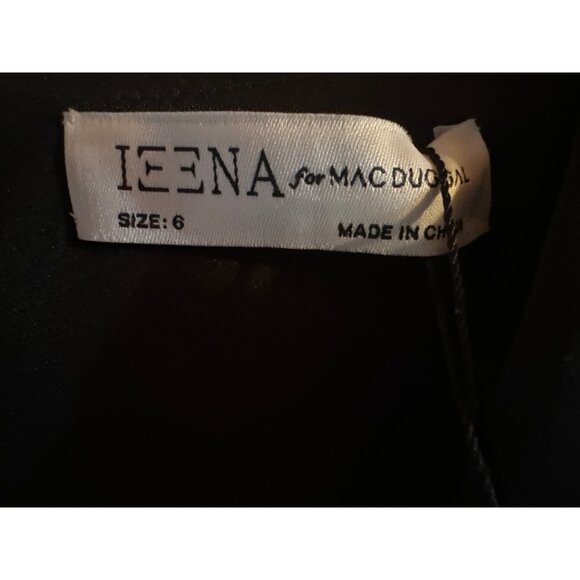 IEENA for MAC DUGGAL
SIZE: 6
MADE IN CHINA